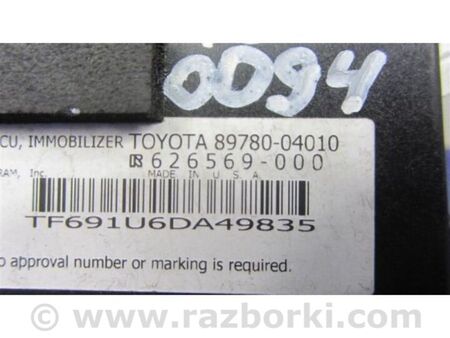 0D94
CU, IMMOBILIZER TOYOTA 89780-04010
626569-000
RAM, Inc. MADE IN U.S.A.
TF691U6DA49835
o approval number or marking is required.
© www.razborki.com